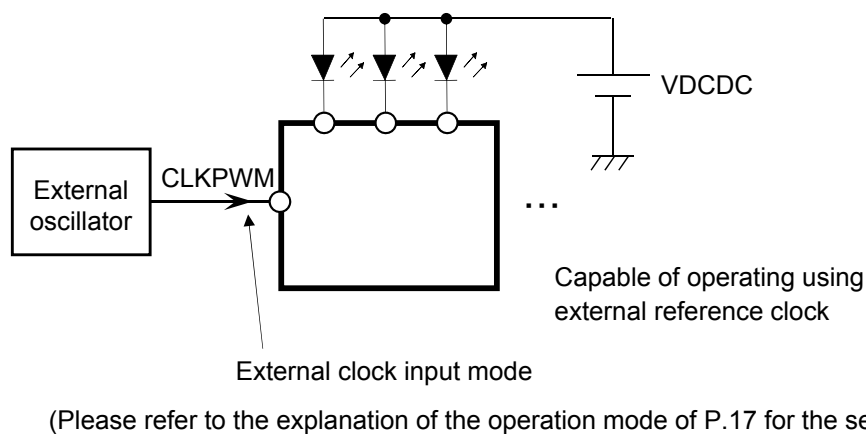 VDCDC
External
oscillator
CLKPWM
...
Capable of operating using
external reference clock
External clock input mode
(Please refer to the explanation of the operation mode of P.17 for the